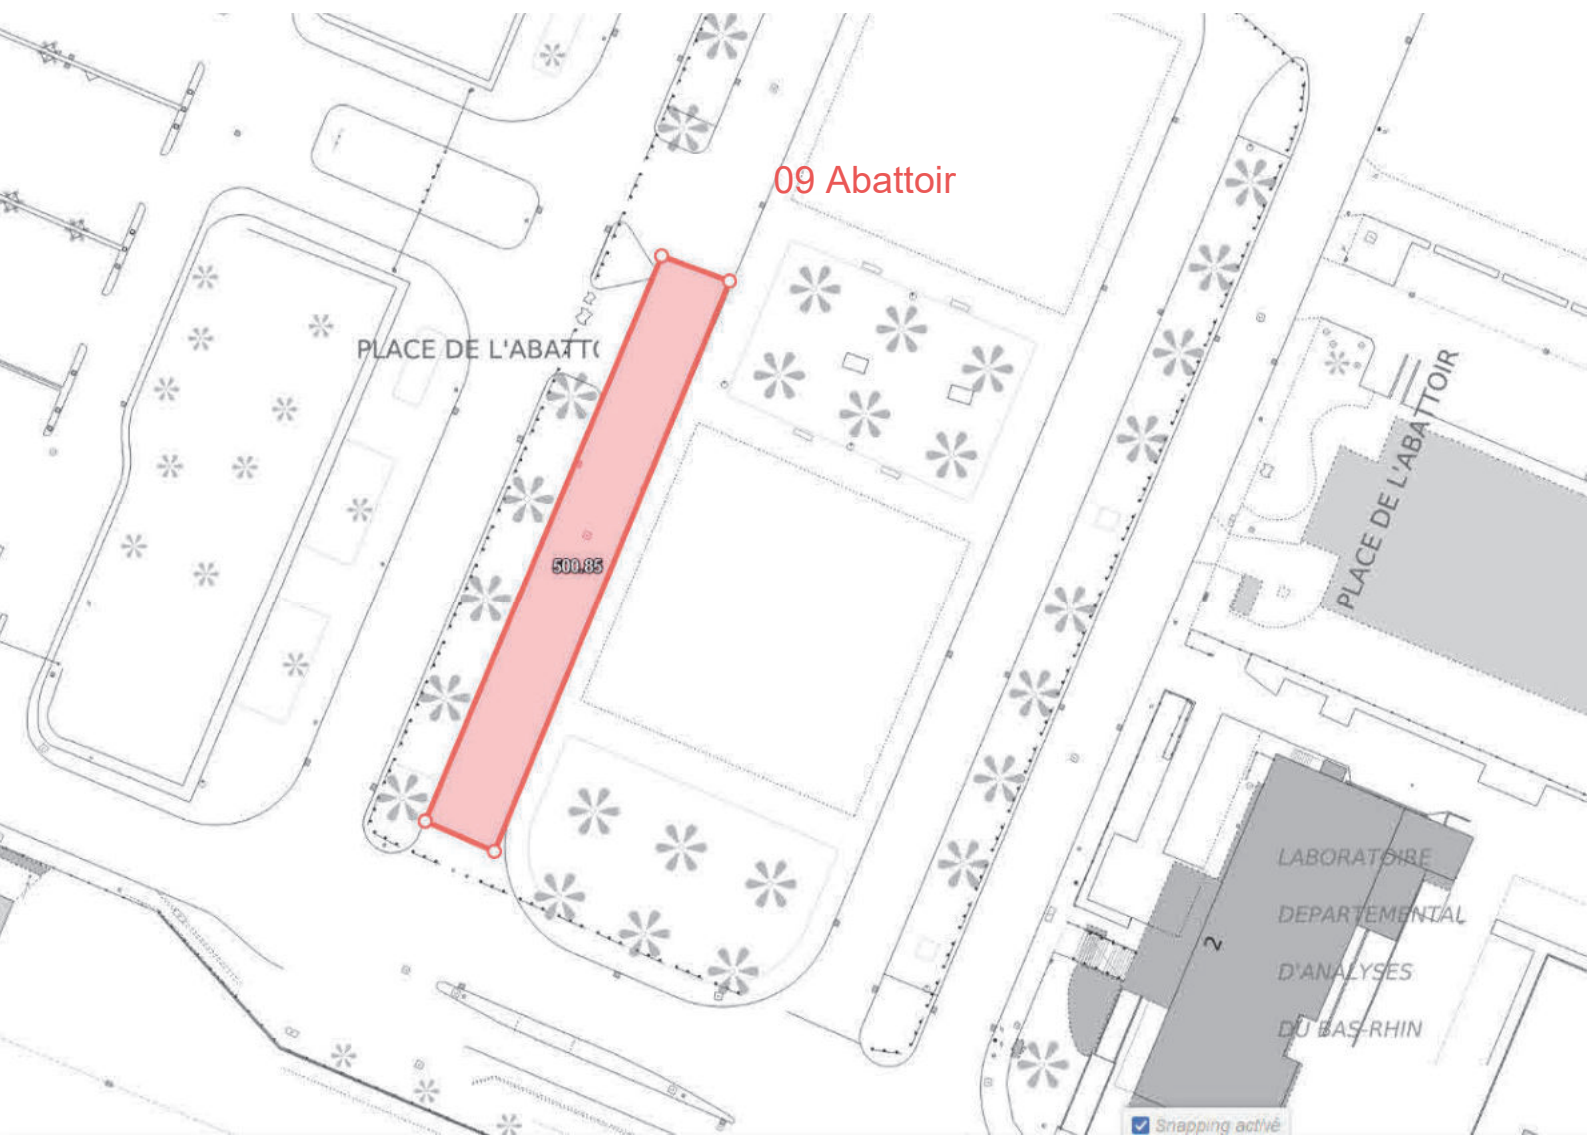 09 Abattoir
PLACE DE L'ABATT
PLACE DE L'ABATTOIR
500.85
LABORATOIRE
DEPARTEMENTAL
D'ANALYSES
DU BAS-RHIN
2
Snapping activé